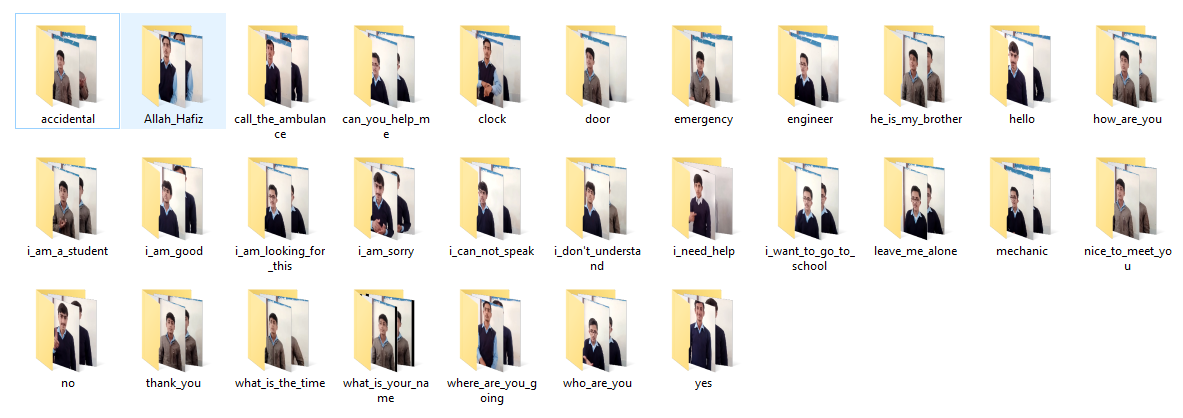 accidental
Allah_Hafiz
call_the_ambulan
ce
can_you_help_m
e
clock
door
emergency
engineer
he_is_my_brother
hello
how_are_you
i_am_a_student
i_am_good
i_am_looking_for
_this
i_am_sorry
i_can_not_speak
i_don't_understa
nd
i_need_help
i_want_to_go_to_
school
leave_me_alone
mechanic
nice_to_meet_yo
u
no
thank_you
what_is_the_time
what_is_your_na
me
where_are_you_g
oing
who_are_you
yes